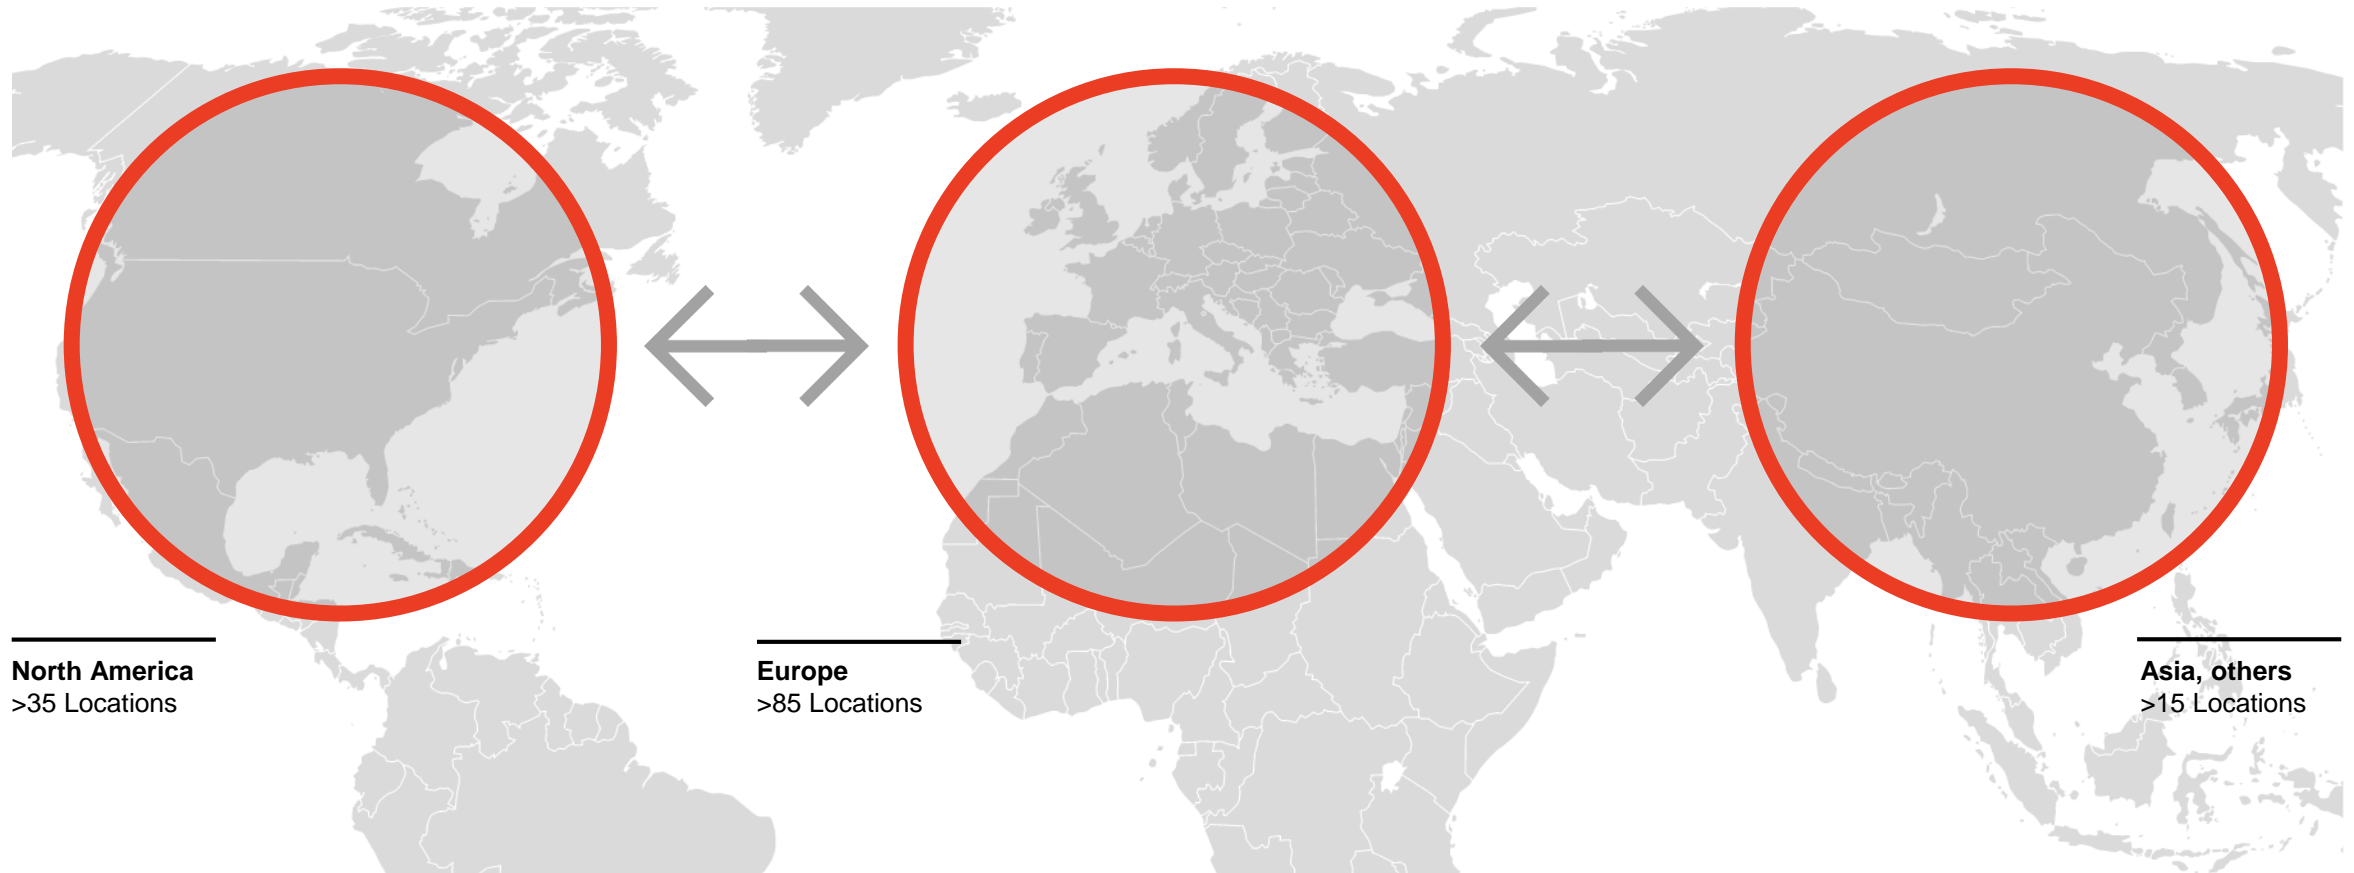 North America
>35 Locations
Europe
>85 Locations
Asia, others
>15 Locations